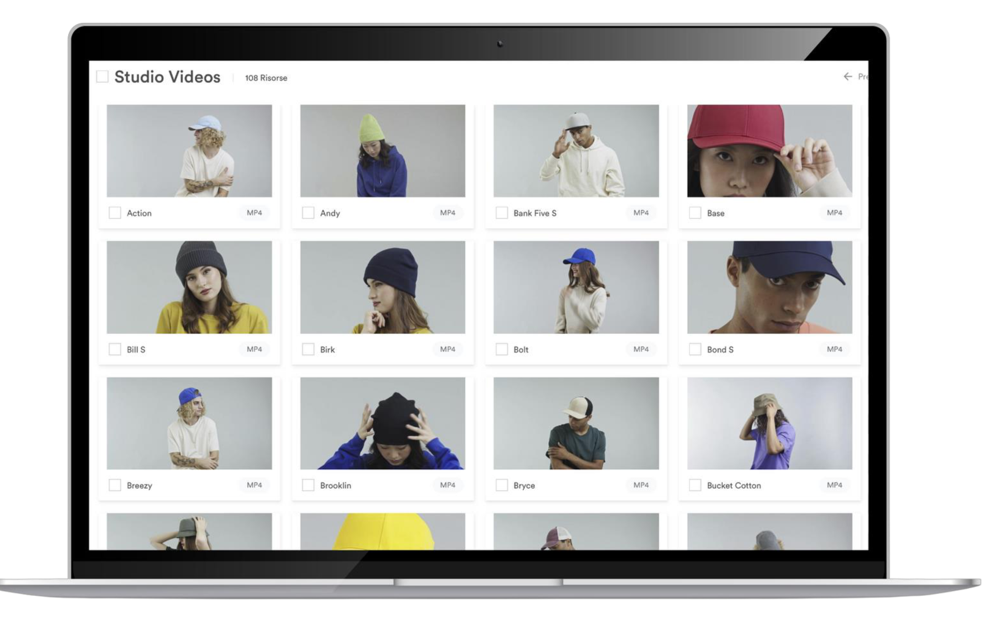 Studio Videos
108 Risorse
← Pre
Action MP4
Andy MP4
Bank Five S MP4
Base MP4
Bill S MP4
Birk MP4
Bolt MP4
Bond S MP4
Breezy MP4
Brooklin MP4
Bryce MP4
Bucket Cotton MP4